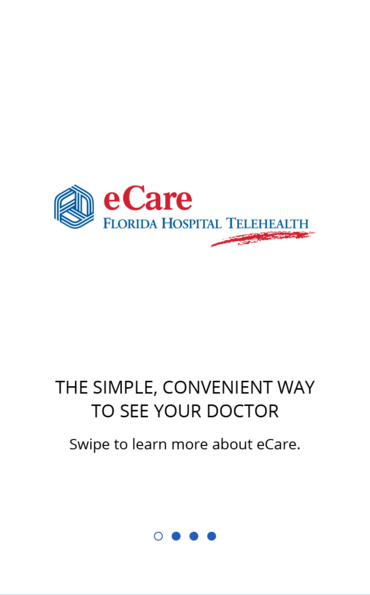 eCare
FLORIDA HOSPITAL TELEHEALTH
THE SIMPLE, CONVENIENT WAY
TO SEE YOUR DOCTOR
Swipe to learn more about eCare.